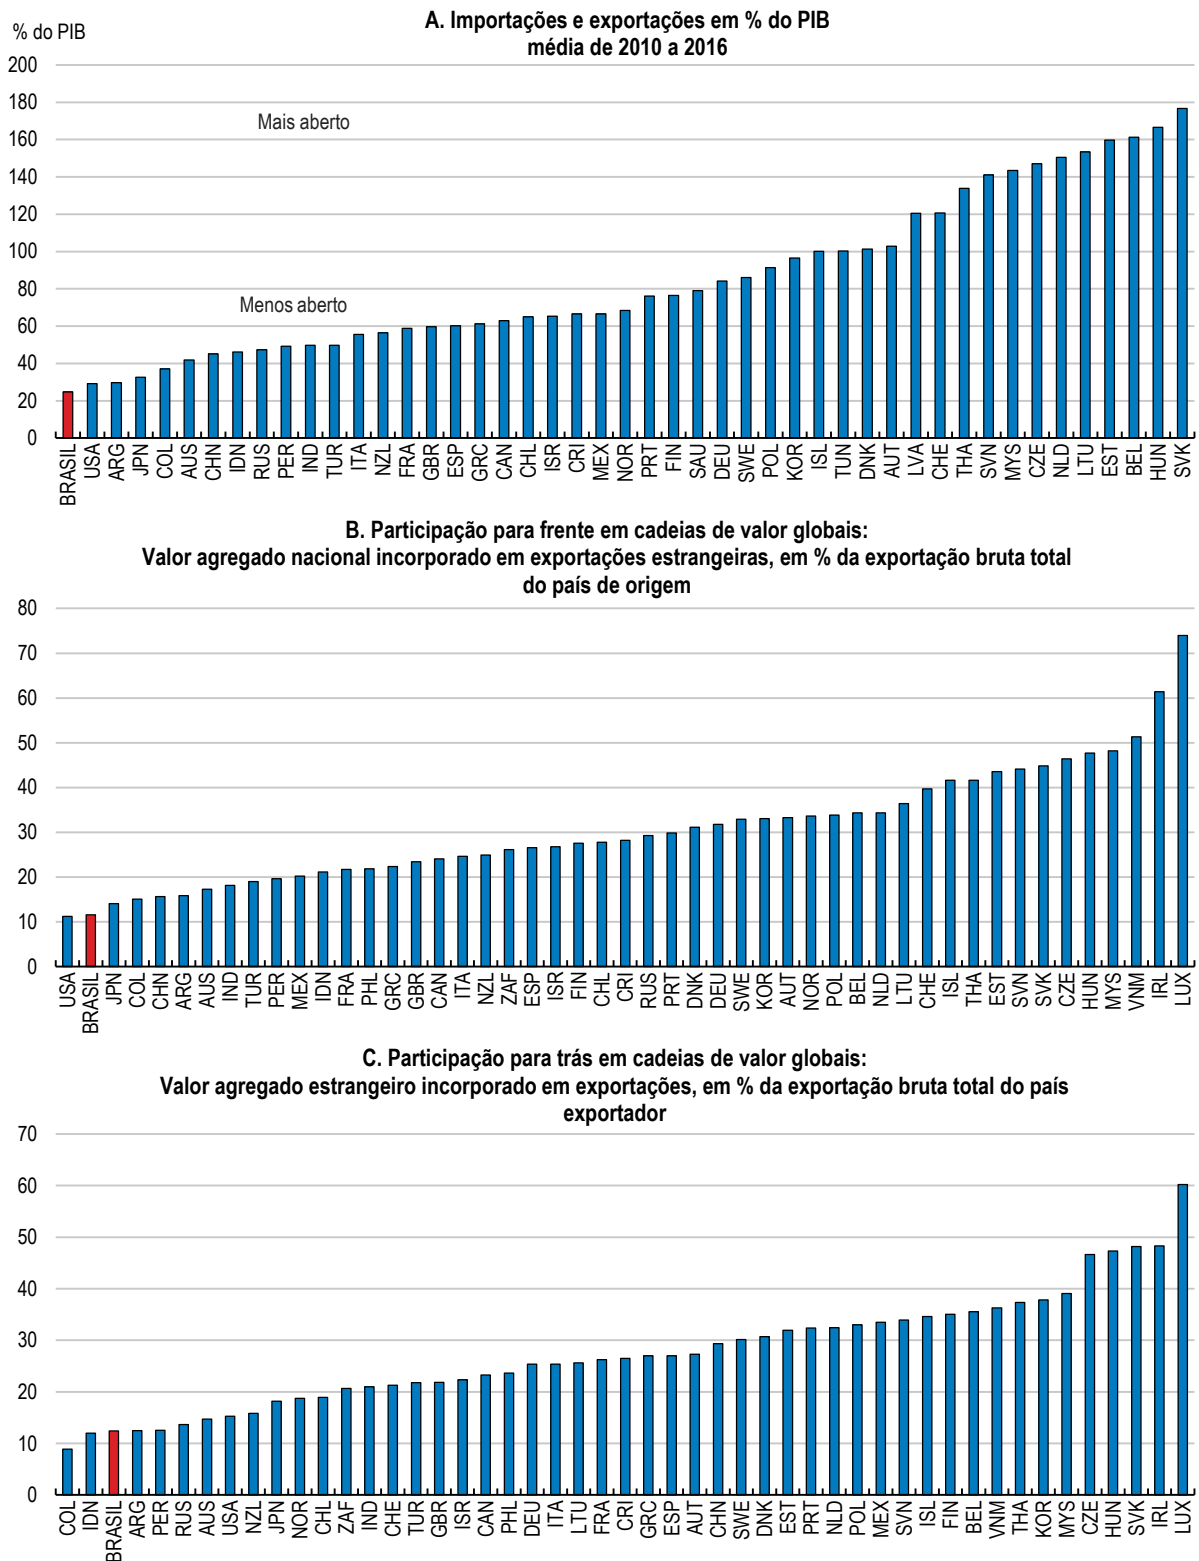 A. Importações e exportações em % do PIB
média de 2010 a 2016
% do PIB
200
180
160
140
120
100
80
60
40
20
0
Mais aberto
Menos aberto
BRASIL USA ARG JPN COL AUS CHN IDN RUS PER IND TUR ITA NZL FRA GBR ESP GRC CAN CHL ISR CRI MEX NOR PRT FIN SAU DEU SWE POL KOR ISL TUN DNK AUT LVA CHE THA SVN MYS CZE NLD LTU EST BEL HUN SVK
B. Participação para frente em cadeias de valor globais:
Valor agregado nacional incorporado em exportações estrangeiras, em % da exportação bruta total
do país de origem
80
70
60
50
40
30
20
10
0
USA BRASIL JPN COL CHN ARG AUS IND TUR PER MEX IDN FRA PHL GRC GBR CAN ITA NZL ZAF ESP ISR FIN CHL CRI RUS PRT DNK DEU SWE KOR AUT NOR POL BEL NLD LTU CHE ISL THA EST SVN SVK CZE HUN MYS VNM IRL LUX
C. Participação para trás em cadeias de valor globais:
Valor agregado estrangeiro incorporado em exportações, em % da exportação bruta total do país
exportador
70
60
50
40
30
20
10
0
COL IDN BRASIL ARG PER RUS AUS USA NZL JPN NOR CHL ZAF IND CHE TUR GBR ISR CAN PHL DEU ITA LTU FRA CRI GRC ESP AUT CHN SWE DNK EST PRT NLD POL MEX SVN ISL FIN BEL VNM THA KOR MYS CZE HUN SVK IRL LUX